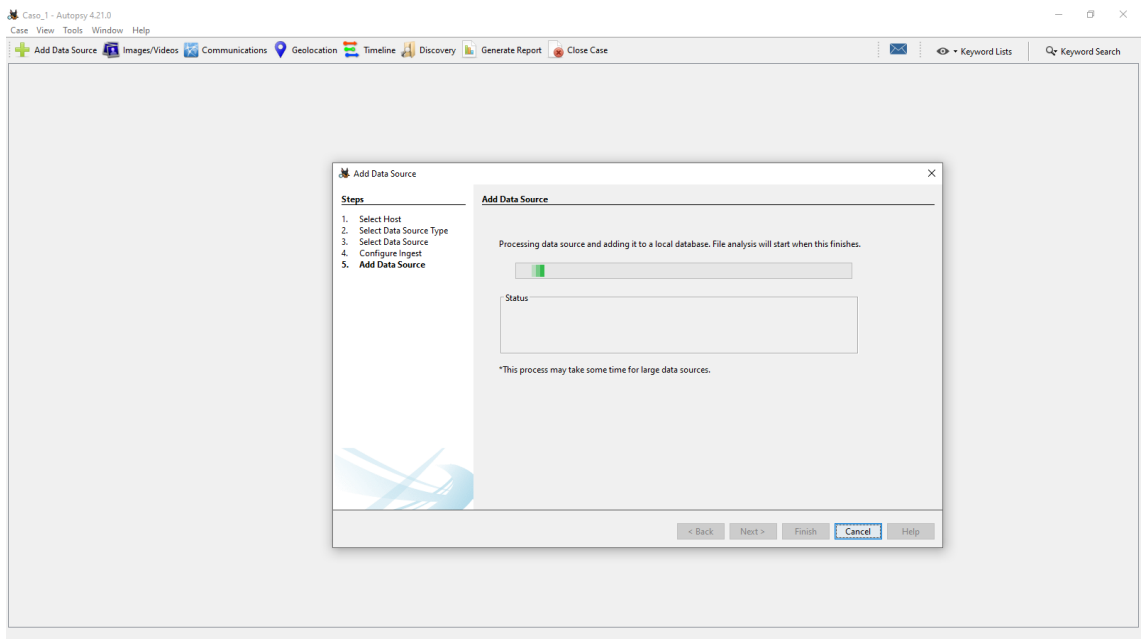 Caso_1 - Autopsy 4.21.0
Case View Tools Window Help
Add Data Source Images/Videos Communications Geolocation Timeline Discovery Generate Report Close Case Keyword Lists Keyword Search
Add Data Source
Steps
1. Select Host
2. Select Data Source Type
3. Select Data Source
4. Configure Ingest
5. Add Data Source
Add Data Source
Processing data source and adding it to a local database. File analysis will start when this finishes.
Status
*This process may take some time for large data sources.
< Back Next > Finish Cancel Help